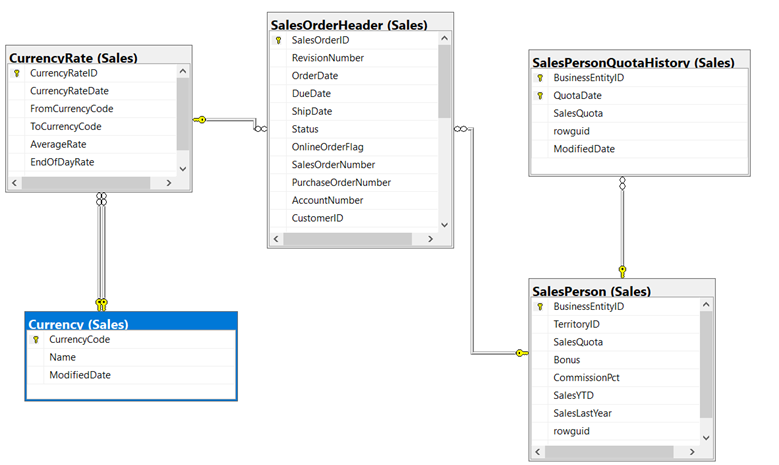 CurrencyRate (Sales)
CurrencyRateID
CurrencyRateDate
FromCurrencyCode
ToCurrencyCode
AverageRate
EndOfDayRate
SalesOrderHeader (Sales)
SalesOrderID
RevisionNumber
OrderDate
DueDate
ShipDate
Status
OnlineOrderFlag
SalesOrderNumber
PurchaseOrderNumber
AccountNumber
CustomerID
SalesPersonQuotaHistory (Sales)
BusinessEntityID
QuotaDate
SalesQuota
rowguid
ModifiedDate
Currency (Sales)
CurrencyCode
Name
ModifiedDate
SalesPerson (Sales)
BusinessEntityID
TerritoryID
SalesQuota
Bonus
CommissionPct
SalesYTD
SalesLastYear
rowguid